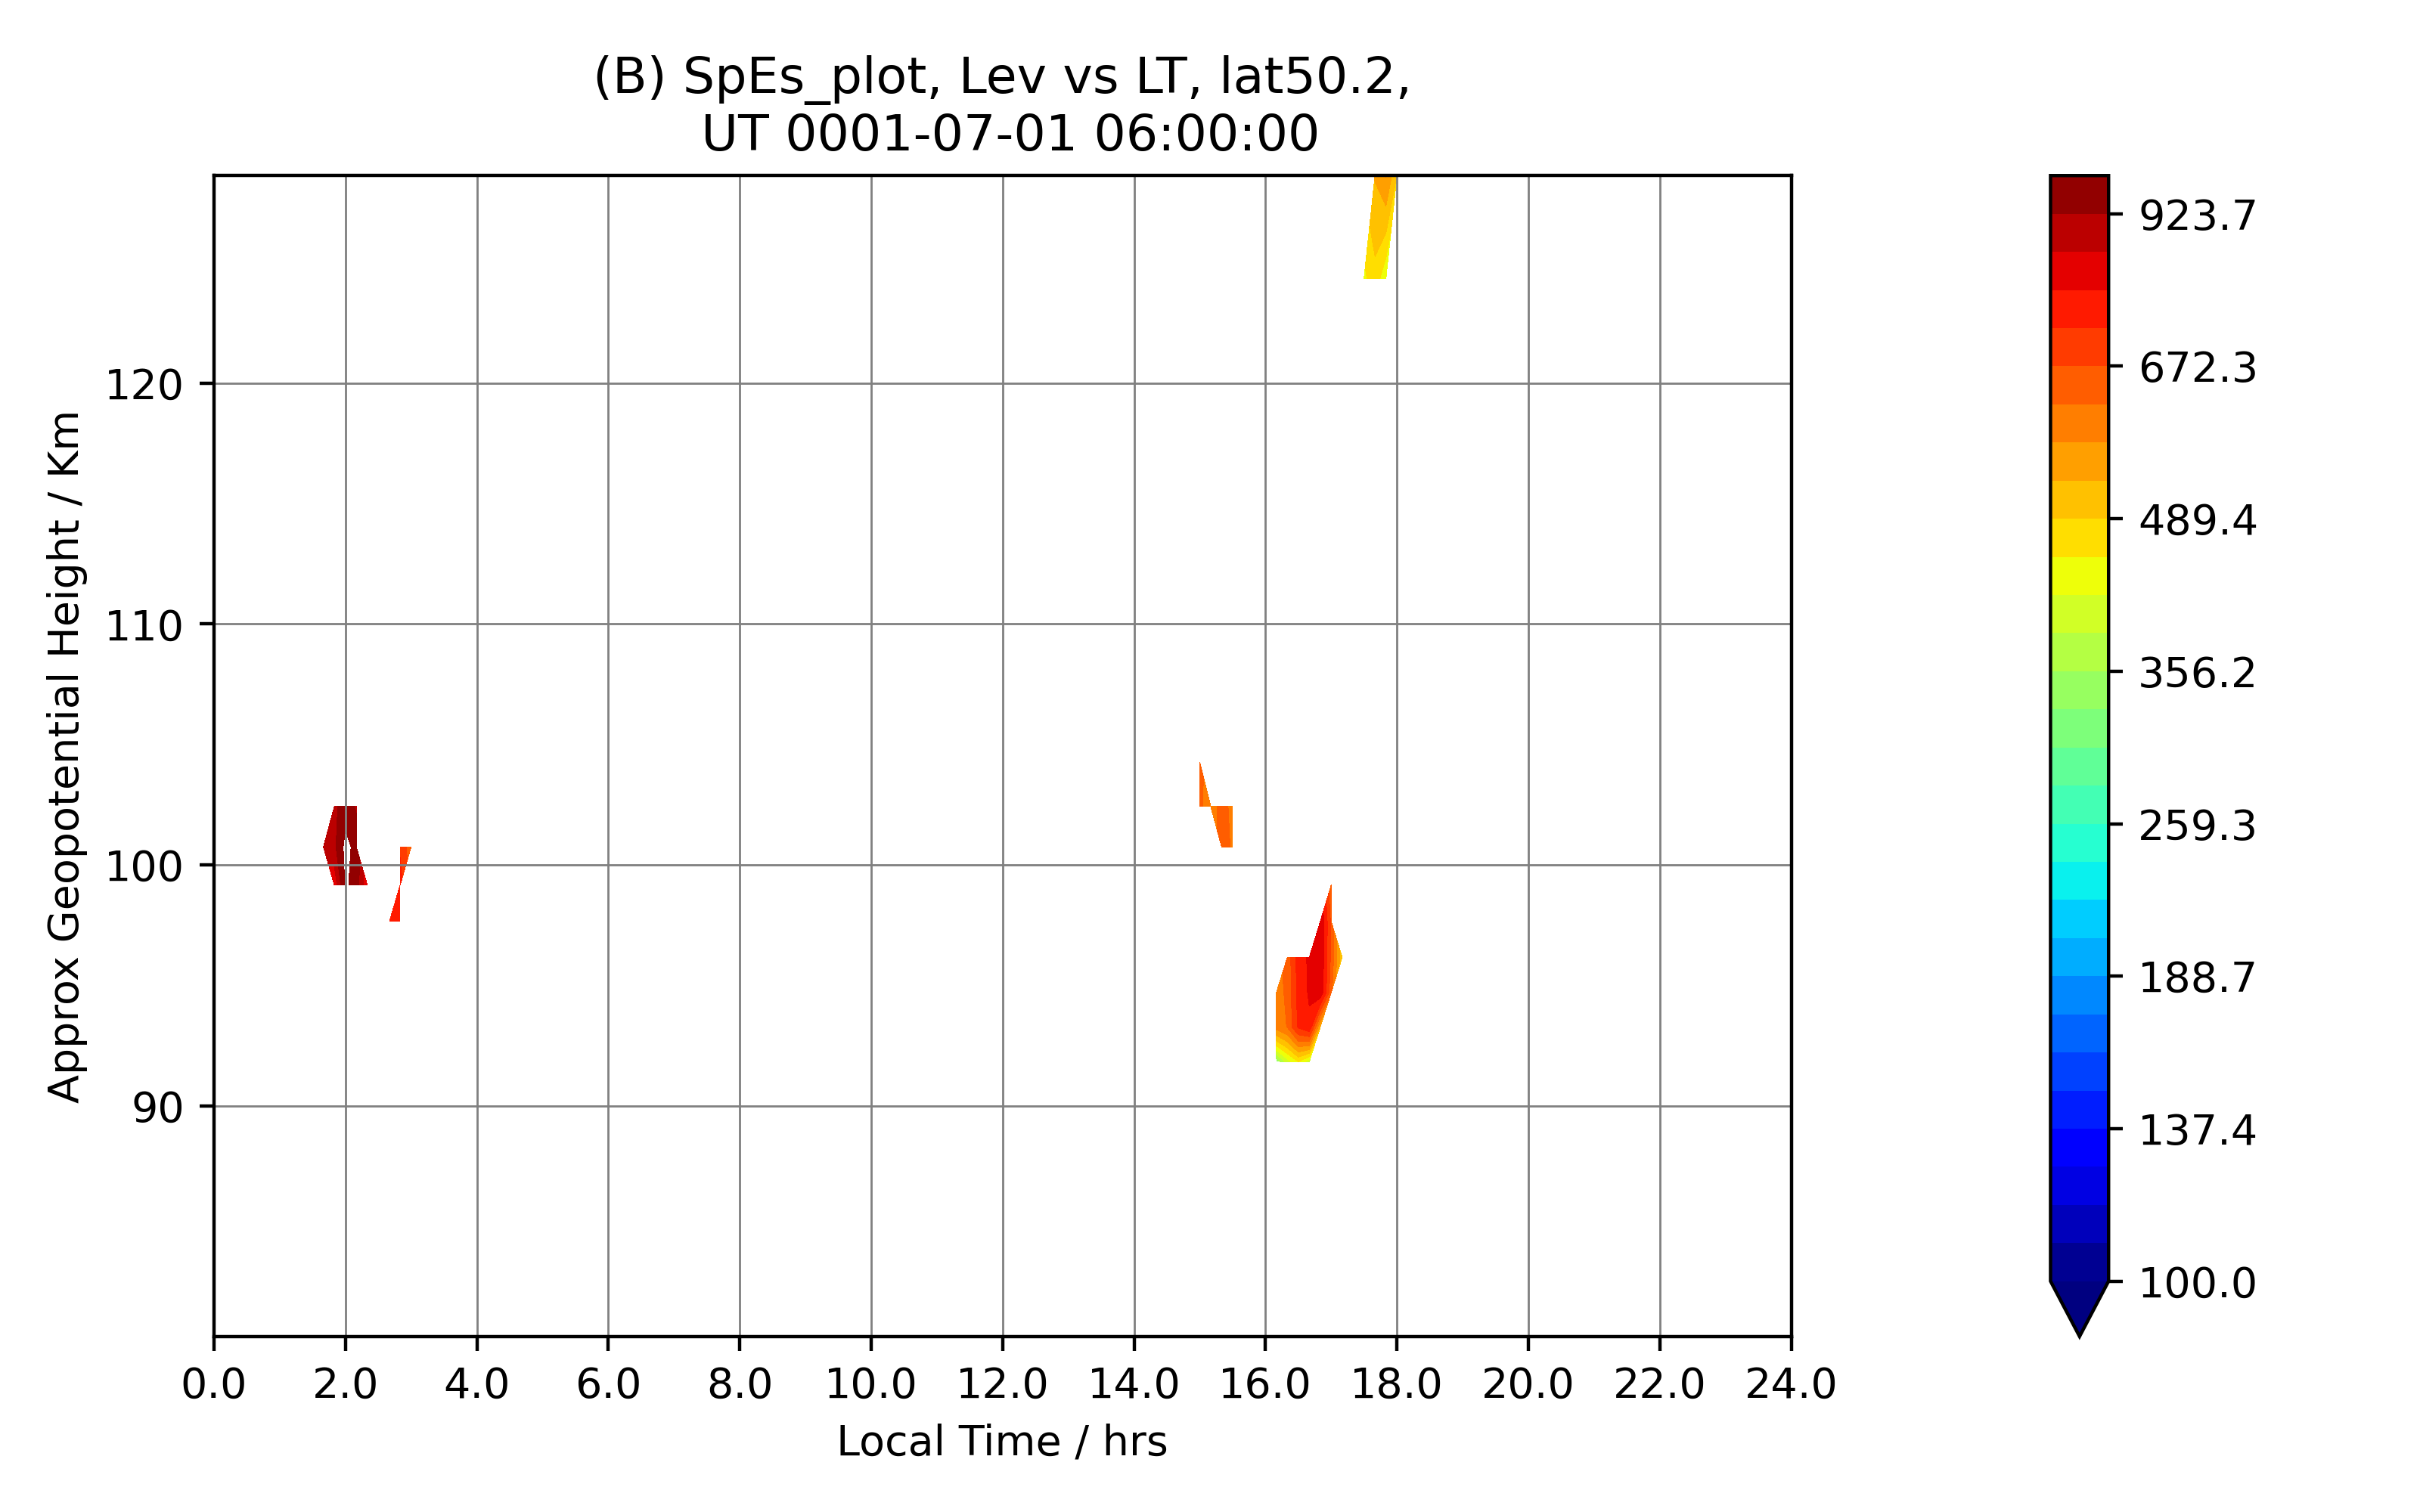 (B) SpEs_plot, Lev vs LT, lat50.2,
UT 0001-07-01 06:00:00
Approx Geopotential Height / Km
120
110
100
90
0.0 2.0 4.0 6.0 8.0 10.0 12.0 14.0 16.0 18.0 20.0 22.0 24.0
Local Time / hrs
923.7
672.3
489.4
356.2
259.3
188.7
137.4
100.0